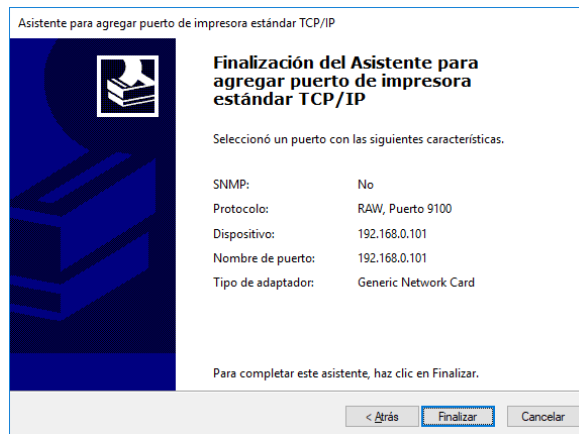 Asistente para agregar puerto de impresora estándar TCP/IP
Finalización del Asistente para
agregar puerto de impresora
estándar TCP/IP
Seleccionó un puerto con las siguientes características.
SNMP: No
Protocolo: RAW, Puerto 9100
Dispositivo: 192.168.0.101
Nombre de puerto: 192.168.0.101
Tipo de adaptador: Generic Network Card
Para completar este asistente, haz clic en Finalizar.
< Atrás Finalizar Cancelar